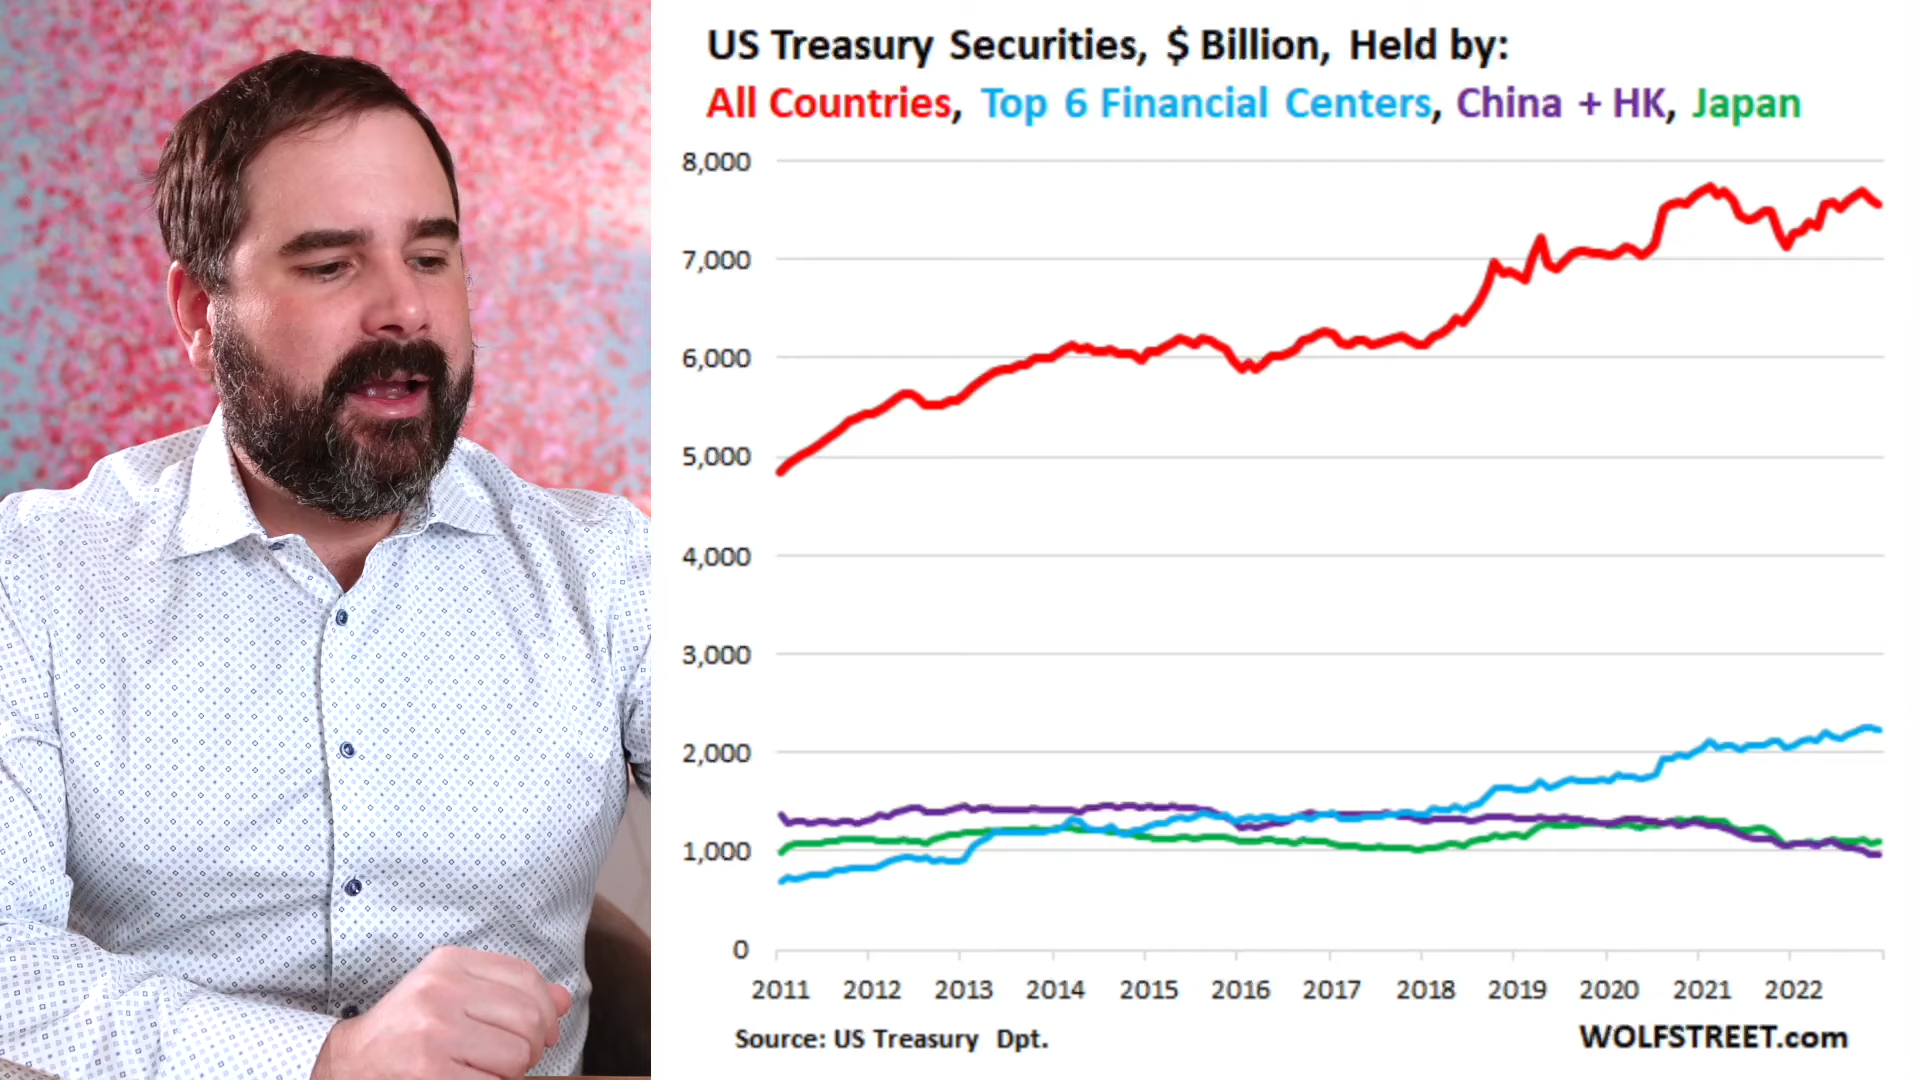 US Treasury Securities, $ Billion, Held by:
All Countries, Top 6 Financial Centers, China + HK, Japan
8,000
7,000
6,000
5,000
4,000
3,000
2,000
1,000
0
2011 2012 2013 2014 2015 2016 2017 2018 2019 2020 2021 2022
Source: US Treasury Dpt.
WOLFSTREET.com